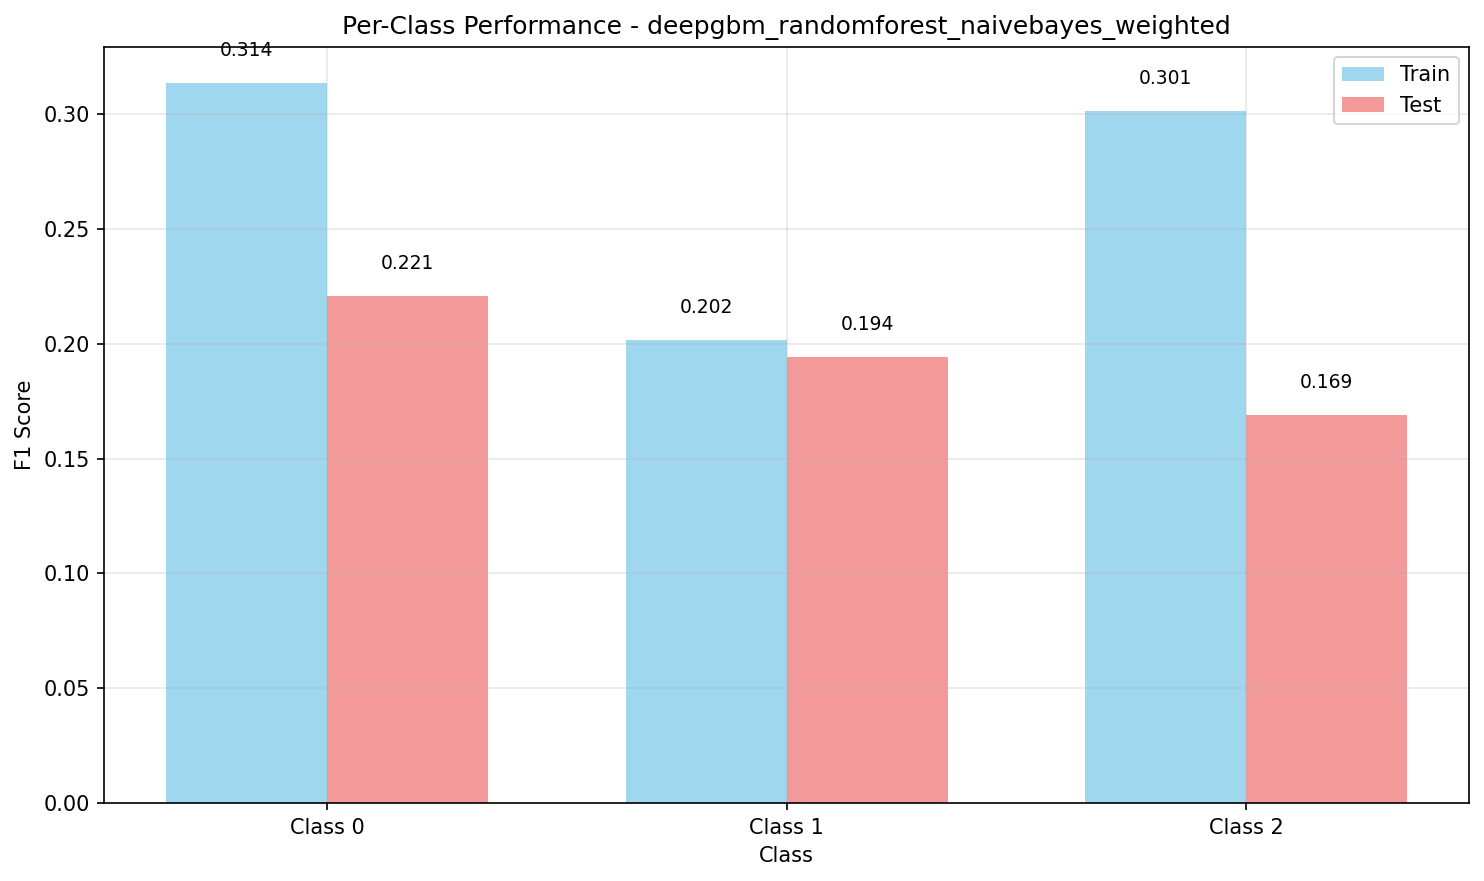 Per-Class Performance - deepgbm_randomforest_naivebayes_weighted
0.314
0.301
Train
Test
0.221
0.202
0.194
0.169
F1 Score
0.30
0.25
0.20
0.15
0.10
0.05
0.00
Class 0
Class 1
Class 2
Class